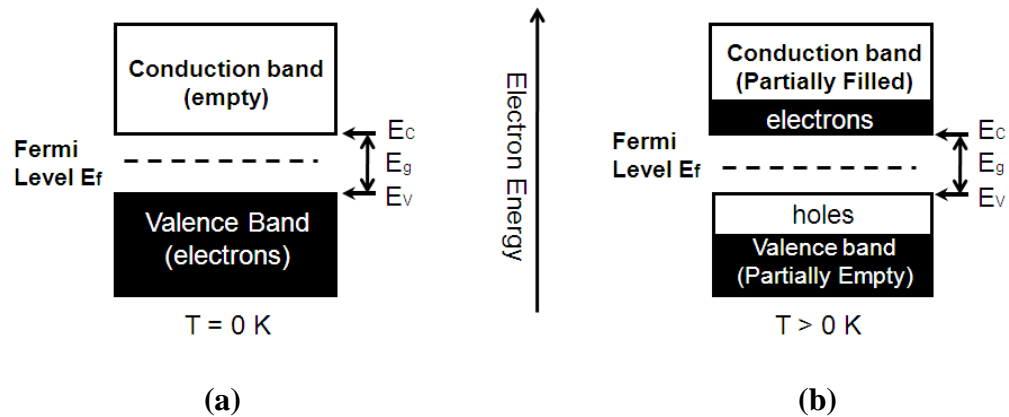 Conduction band
(empty)
Fermi
Level Ef
EC
Eg
EV
Valence Band
(electrons)
T = 0 K
(a)
Electron Energy
Conduction band
(Partially Filled)
electrons
Fermi
Level Ef
EC
Eg
EV
holes
Valence band
(Partially Empty)
T > 0 K
(b)